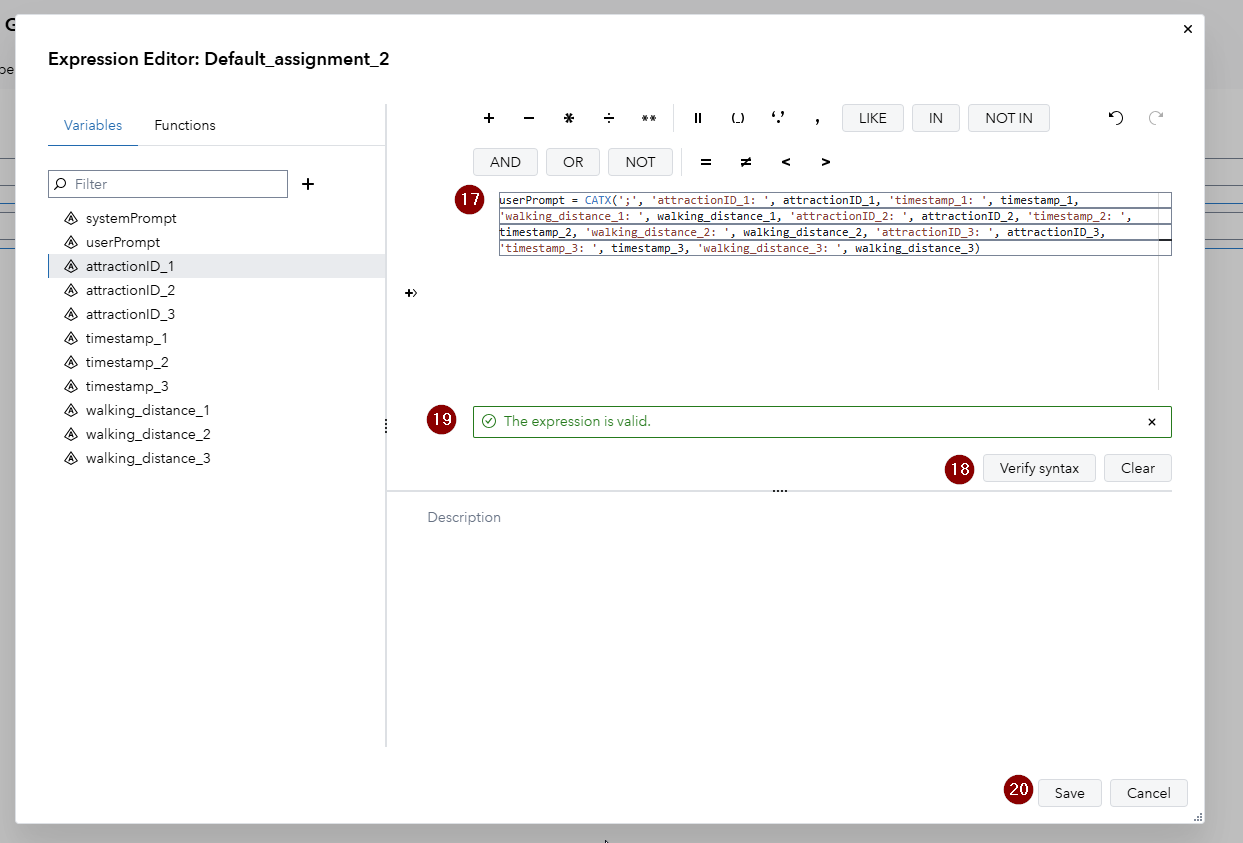 G
pe
×
Expression Editor: Default_assignment_2
Variables Functions
+ − * ÷ ** LIKE IN NOT IN
AND OR NOT = ≠ < >
Filter +
17
userPrompt = CATX(';', 'attractionID_1: ', attractionID_1, 'timestamp_1: ', timestamp_1,
'walking_distance_1: ', walking_distance_1, 'attractionID_2: ', attractionID_2, 'timestamp_2: ',
timestamp_2, 'walking_distance_2: ', walking_distance_2, 'attractionID_3: ', attractionID_3,
'timestamp_3: ', timestamp_3, 'walking_distance_3: ', walking_distance_3)
systemPrompt
userPrompt
attractionID_1
attractionID_2
attractionID_3
timestamp_1
timestamp_2
timestamp_3
walking_distance_1
walking_distance_2
walking_distance_3
19 The expression is valid. ×
18 Verify syntax Clear
Description
20 Save Cancel